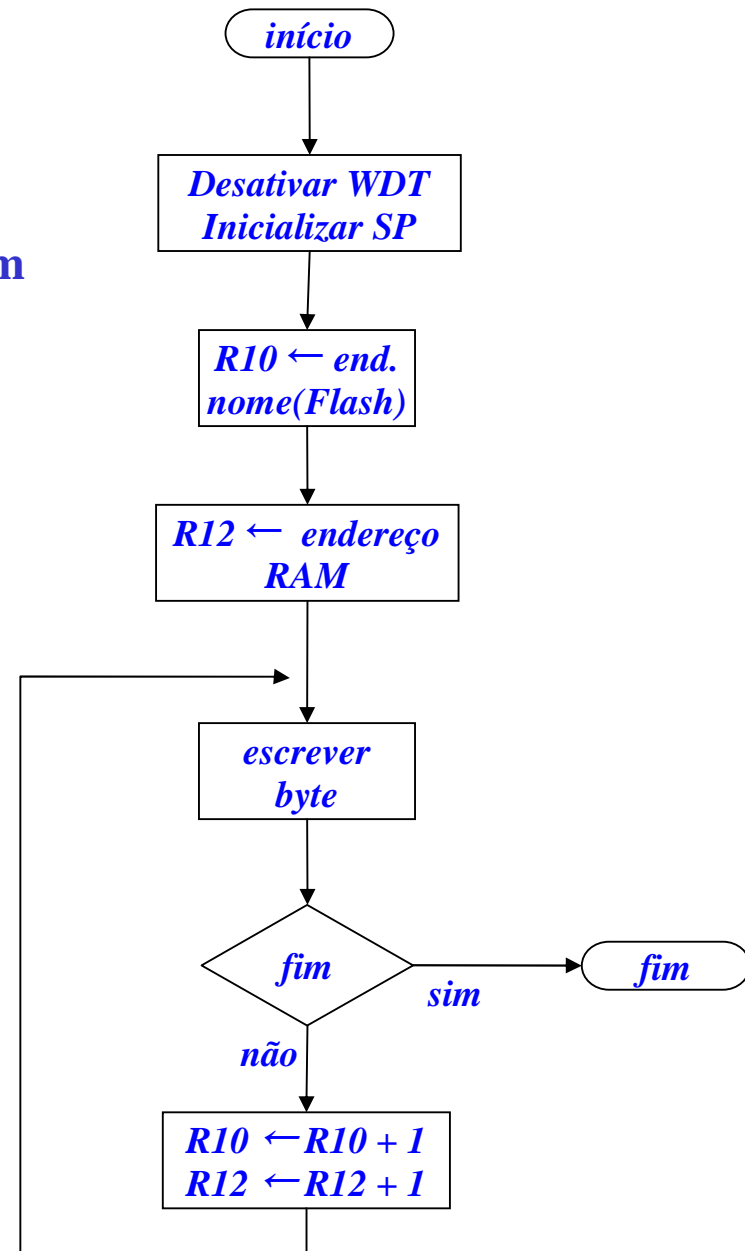 início
Desativar WDT
Inicializar SP
m
R10 ← end.
nome(Flash)
R12 ← endereço
RAM
escrever
byte
fim
sim
fim
não
R10 ← R10 + 1
R12 ← R12 + 1